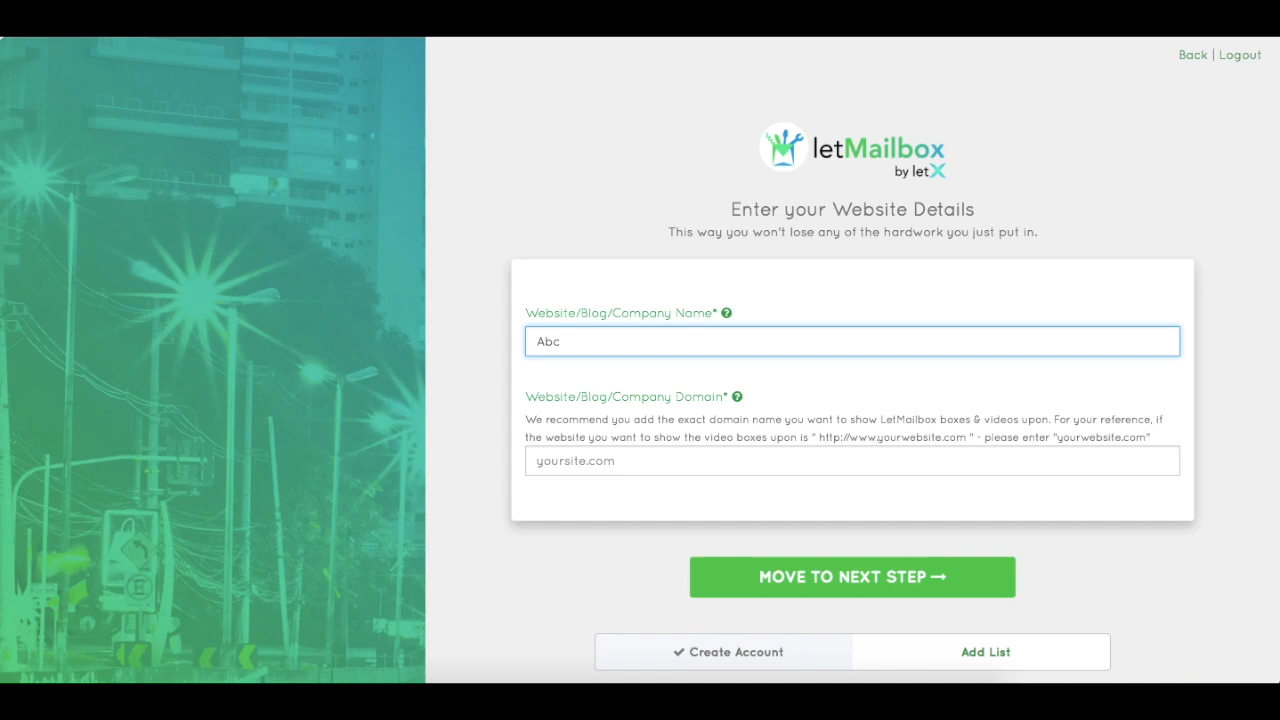 Back | Logout
letMailbox
by letX
Enter your Website Details
This way you won't lose any of the hardwork you just put in.
Website/Blog/Company Name*
Abc
Website/Blog/Company Domain*
We recommend you add the exact domain name you want to show LetMailbox boxes & videos upon. For your reference, if
the website you want to show the video boxes upon is " http://www.yourwebsite.com " - please enter "yourwebsite.com"
yoursite.com
MOVE TO NEXT STEP →
✔ Create Account
Add List